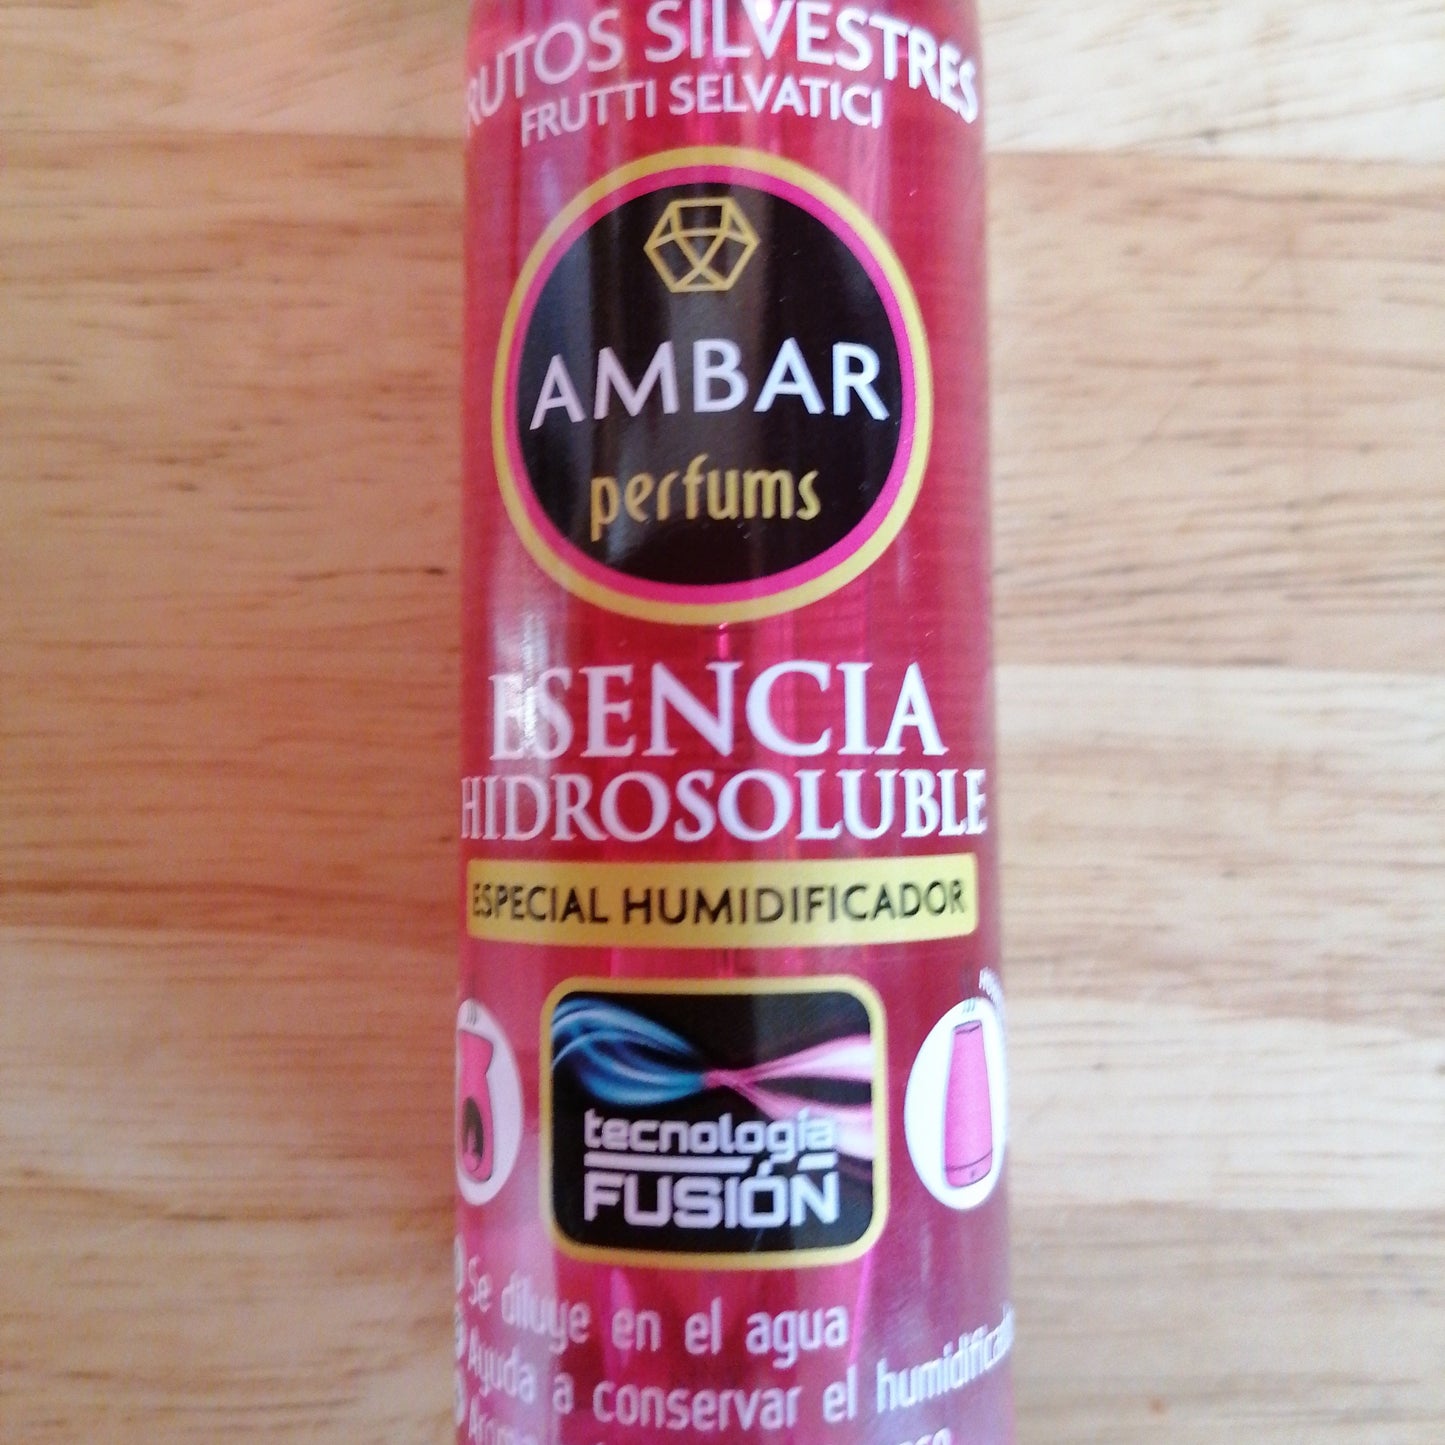 RUTOS SILVESTRES
FRUTTI SELVATICI
AMBAR
perfums
ESENCIA
HIDROSOLUBLE
ESPECIAL HUMIDIFICADOR
tecnología
FUSIÓN
Se diluye en el agua
Ayuda a conservar el humidificado